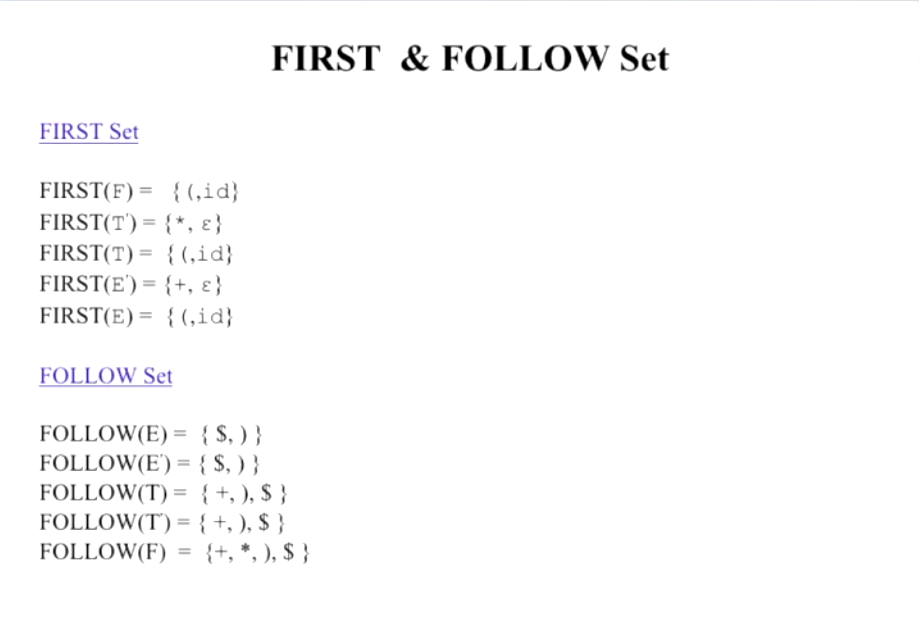 FIRST & FOLLOW Set
FIRST Set
FIRST(F) = {(,id}
FIRST(T') = {*, ε}
FIRST(T) = {(,id}
FIRST(E') = {+, ε}
FIRST(E) = {(,id}
FOLLOW Set
FOLLOW(E) = { $, ) }
FOLLOW(E') = { $, ) }
FOLLOW(T) = { +, ), $ }
FOLLOW(T') = { +, ), $ }
FOLLOW(F) = {+, *, ), $ }